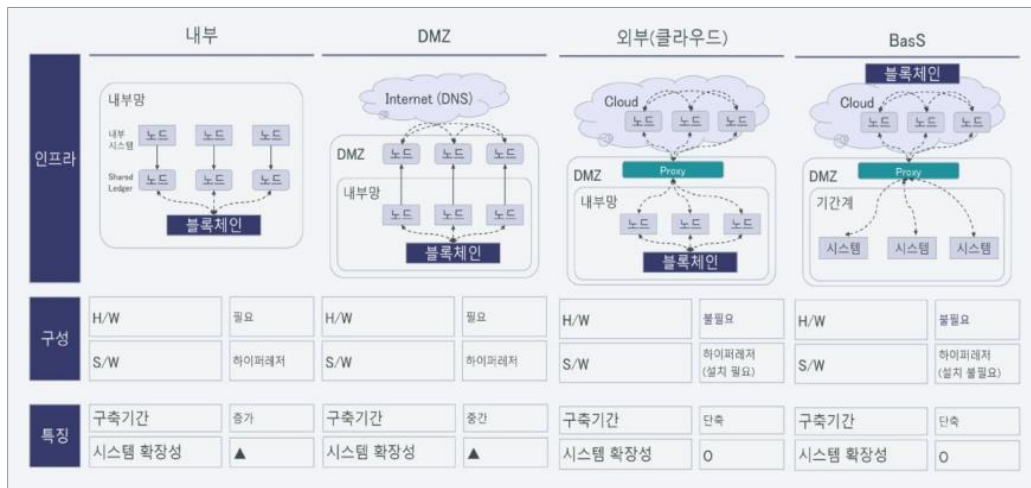 내부
DMZ
외부(클라우드)
BasS
인프라
내부망
내부
시스템
노드
노드
노드
Shared
Ledger
노드
노드
노드
블록체인
Internet (DNS)
DMZ
노드
노드
노드
내부망
노드
노드
노드
블록체인
Cloud
노드
노드
노드
DMZ
Proxy
내부망
노드
노드
노드
블록체인
블록체인
Cloud
노드
노드
노드
DMZ
Proxy
기간계
시스템
시스템
시스템
구성
H/W
필요
H/W
필요
H/W
불필요
H/W
불필요
S/W
하이퍼레저
S/W
하이퍼레저
S/W
하이퍼레저
(설치 필요)
S/W
하이퍼레저
(설치 불필요)
특징
구축기간
증가
구축기간
중간
구축기간
단축
구축기간
단축
시스템 확장성
▲
시스템 확장성
▲
시스템 확장성
O
시스템 확장성
O